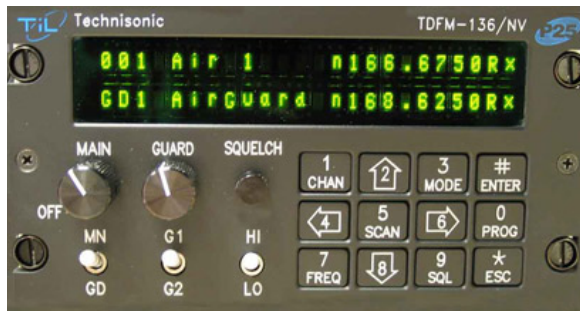 TiL Technisonic TDFM-136/NV P25
001 Air 1 n166.6750Rx
GD1 AirGuard n168.6250Rx
MAIN GUARD SQUELCH
OFF
MN G1 HI
GD G2 LO
1 CHAN 2 3 MODE # ENTER
4 5 SCAN 6 0 PROG
7 FREQ 8 9 SQL * ESC